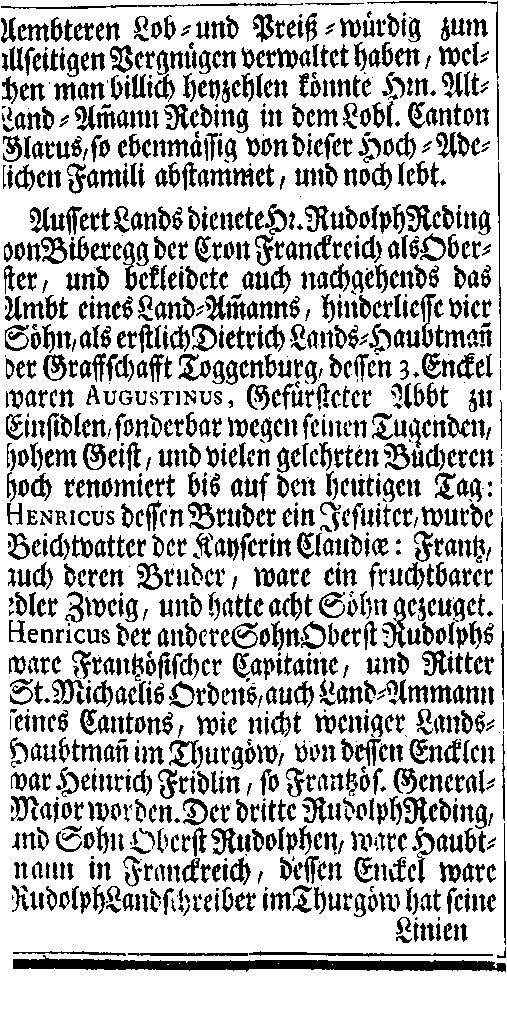 Aembteren Lob-und Preiß-würdig zum
allseitigen Vergnügen verwaltet haben, wel-
chen man billich beyzehlen könnte Hrn. Alt-
Land-Am̃ann Reding in dem Lobl. Canton
Glarus, so ebenmässig von dieser Hoch-Ade-
lichen Famili abstammet, und noch lebt.
Aussert Lands dienete Hr. Rudolph Reding
von Biberegg der Cron Franckreich als Ober-
ster, und bekleidete auch nachgehends das
Ambt eines Land-Am̃anns, hinderliesse vier
Söhn, als erstlich Dietrich Lands-Haubtmañ
der Graffschafft Toggenburg, dessen 3. Enckel
waren AUGUSTINUS, Gefürsteter Abbt zu
Einsidlen, sonderbar wegen seinen Tugenden,
hohem Geist, und vielen gelehrten Bücheren
hoch renomiert bis auf den heutigen Tag:
HENRICUS dessen Bruder ein Jesuiter, wurde
Beichtvatter der Kayserin Claudiæ: Frantz,
auch deren Bruder, ware ein fruchtbarer
edler Zweig, und hatte acht Söhn gezeuget.
Henricus der andere Sohn Oberst Rudolphs
ware Frantzösischer Capitaine, und Ritter
St. Michaelis Ordens, auch Land-Ammann
seines Cantons, wie nicht weniger Lands-
Haubtmañ im Thurgöw, von dessen Encklen
war Heinrich Fridlin, so Frantzös. General-
Major worden. Der dritte Rudolph Reding,
und Sohn Oberst Rudolphen, ware Haubt-
mann in Franckreich, dessen Enckel ware
Rudolph Landschreiber im Thurgöw hat seine
Linien